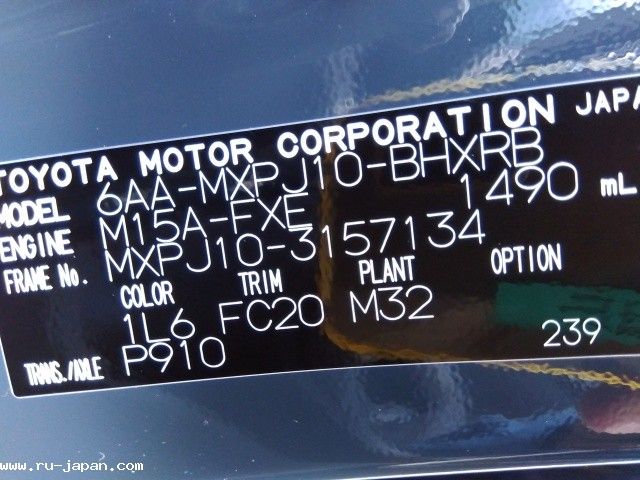 TOYOTA MOTOR CORPORATION JAPA
MODEL 6AA-MXPJ10-BHXRB
ENGINE M15A-FXE 1490 mL
FRAME No. MXPJ10-3157134
COLOR TRIM PLANT OPTION
1L6 FC20 M32
TRANS./AXLE P910 239
www.ru-japan.com